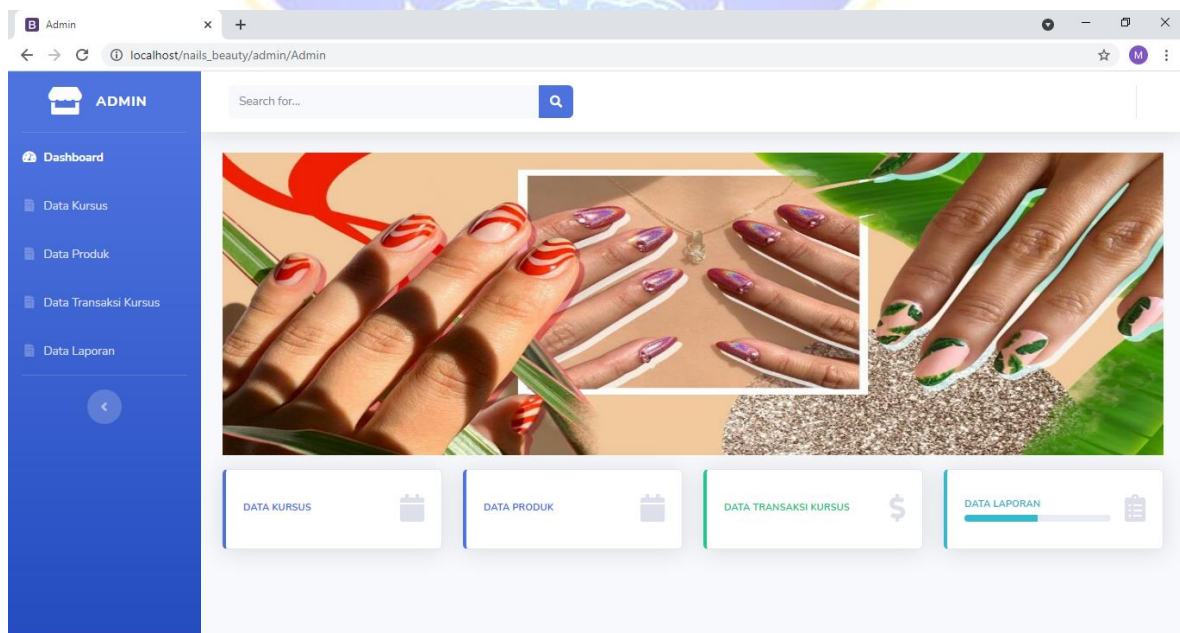 Admin
localhost/nails_beauty/admin/Admin
M
ADMIN
Search for...
Dashboard
Data Kursus
Data Produk
Data Transaksi Kursus
Data Laporan
DATA KURSUS
DATA PRODUK
DATA TRANSAKSI KURSUS
DATA LAPORAN